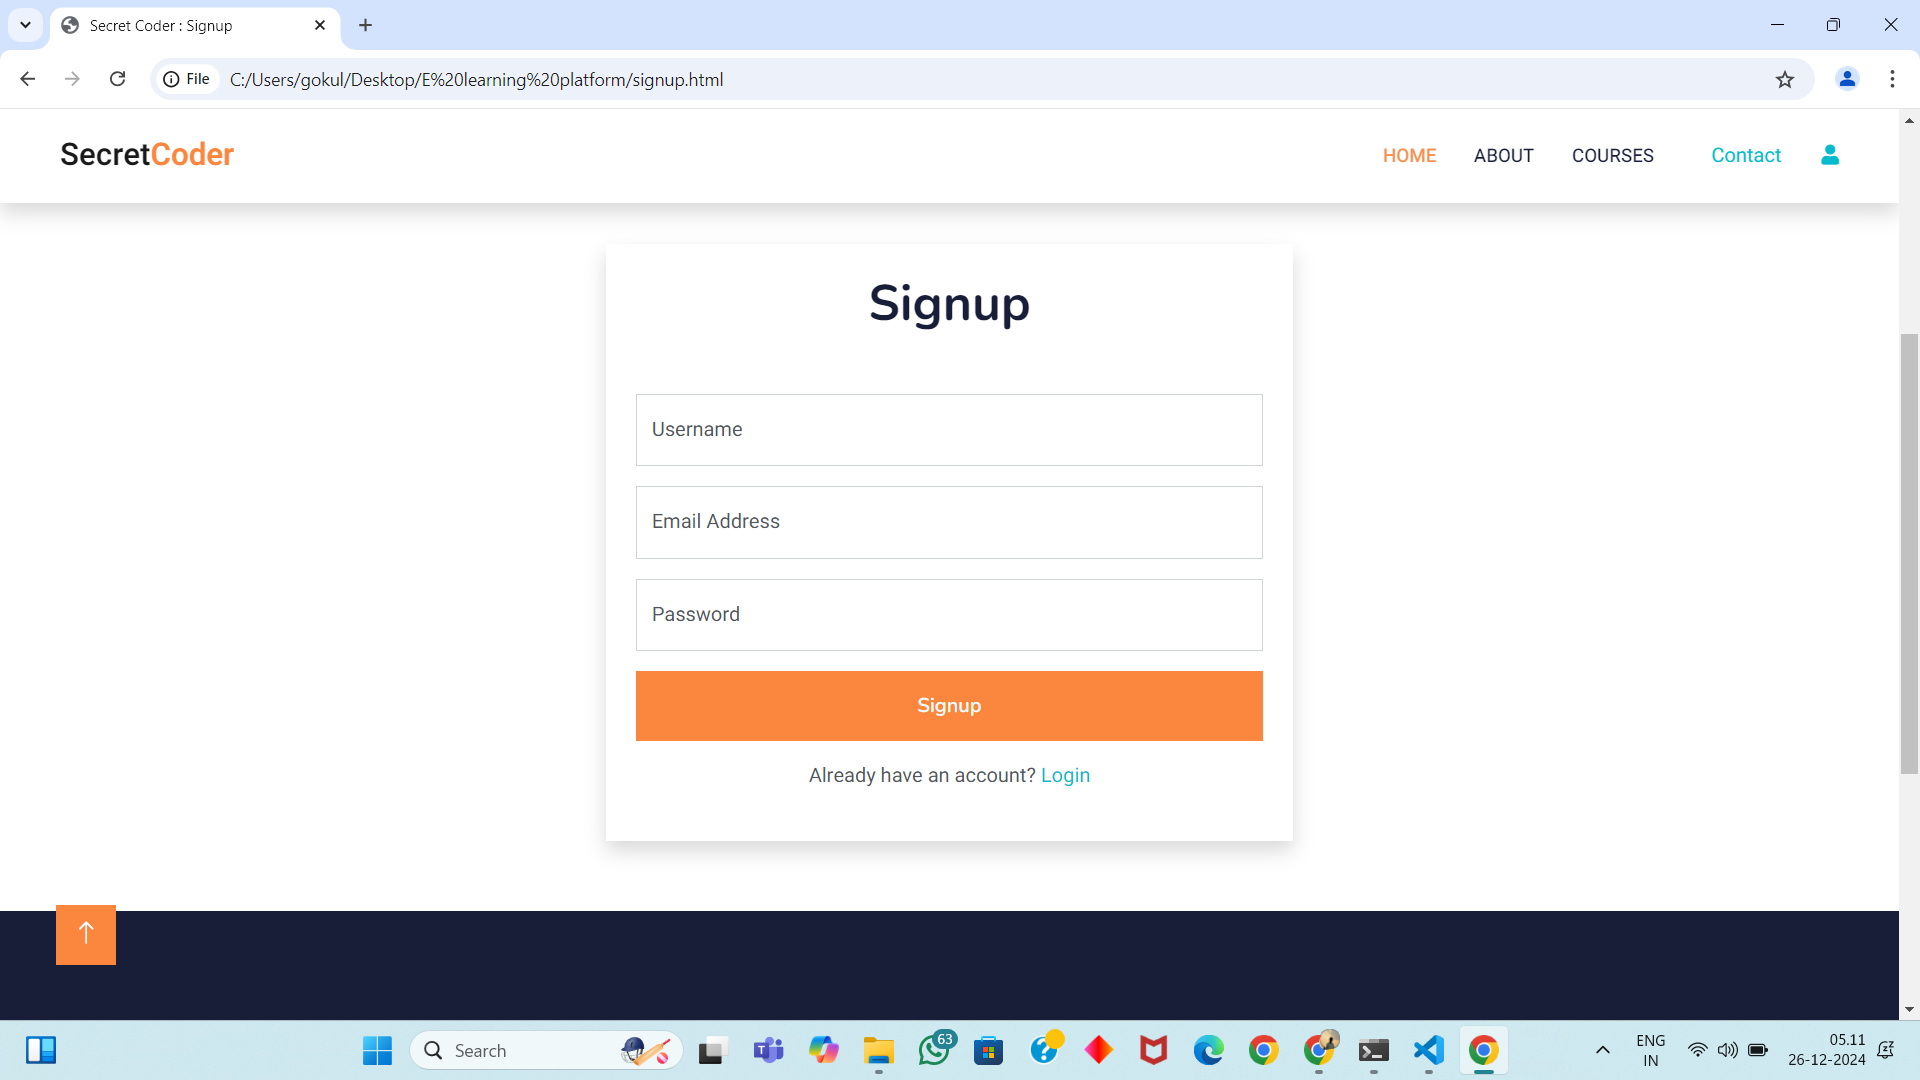 Secret Coder : Signup
File
C:/Users/gokul/Desktop/E%20learning%20platform/signup.html
SecretCoder
HOME
ABOUT
COURSES
Contact
Signup
Username
Email Address
Password
Signup
Already have an account? Login
Search
63
ENG
IN
05.11
26-12-2024